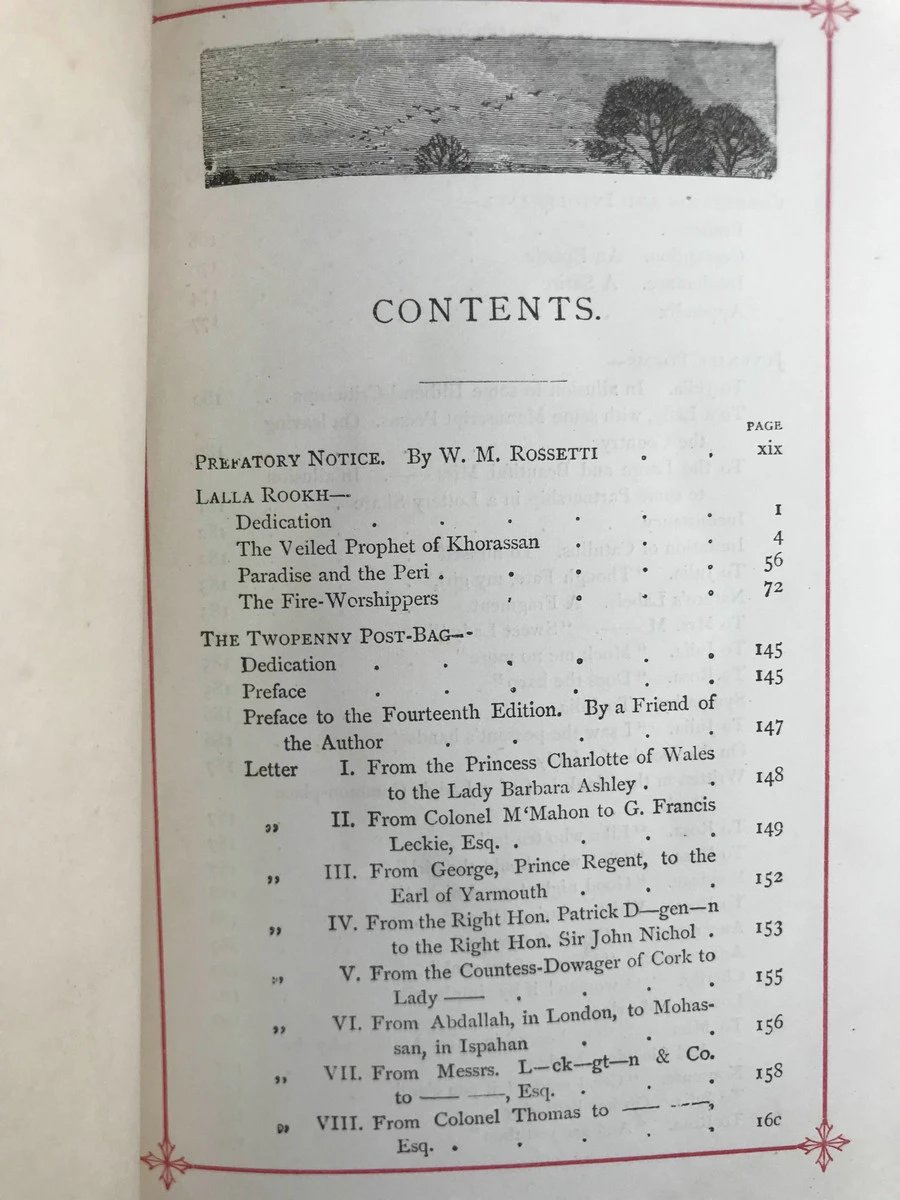 CONTENTS.
PAGE
PREFATORY NOTICE. By W. M. ROSSETTI . . xix
LALLA ROOKH—
Dedication . . . . . . 1
The Veiled Prophet of Khorassan . . . 4
Paradise and the Peri . . . . . 56
The Fire-Worshippers . . . . 72
THE TWOPENNY POST-BAG—
Dedication . . . . . . 145
Preface . . . . . . 145
Preface to the Fourteenth Edition. By a Friend of
the Author . . . . . 147
Letter I. From the Princess Charlotte of Wales
to the Lady Barbara Ashley . . 148
„ II. From Colonel M‘Mahon to G. Francis
Leckie, Esq. . . . . 149
„ III. From George, Prince Regent, to the
Earl of Yarmouth . . . 152
„ IV. From the Right Hon. Patrick D—gen—n
to the Right Hon. Sir John Nichol . 153
„ V. From the Countess-Dowager of Cork to
Lady —— . . . . 155
„ VI. From Abdallah, in London, to Mohas-
san, in Ispahan . . . 156
„ VII. From Messrs. L—ck—gt—n & Co.
to —— ——, Esq. . . . 158
„ VIII. From Colonel Thomas to —— ——,
Esq. . . . . . 160